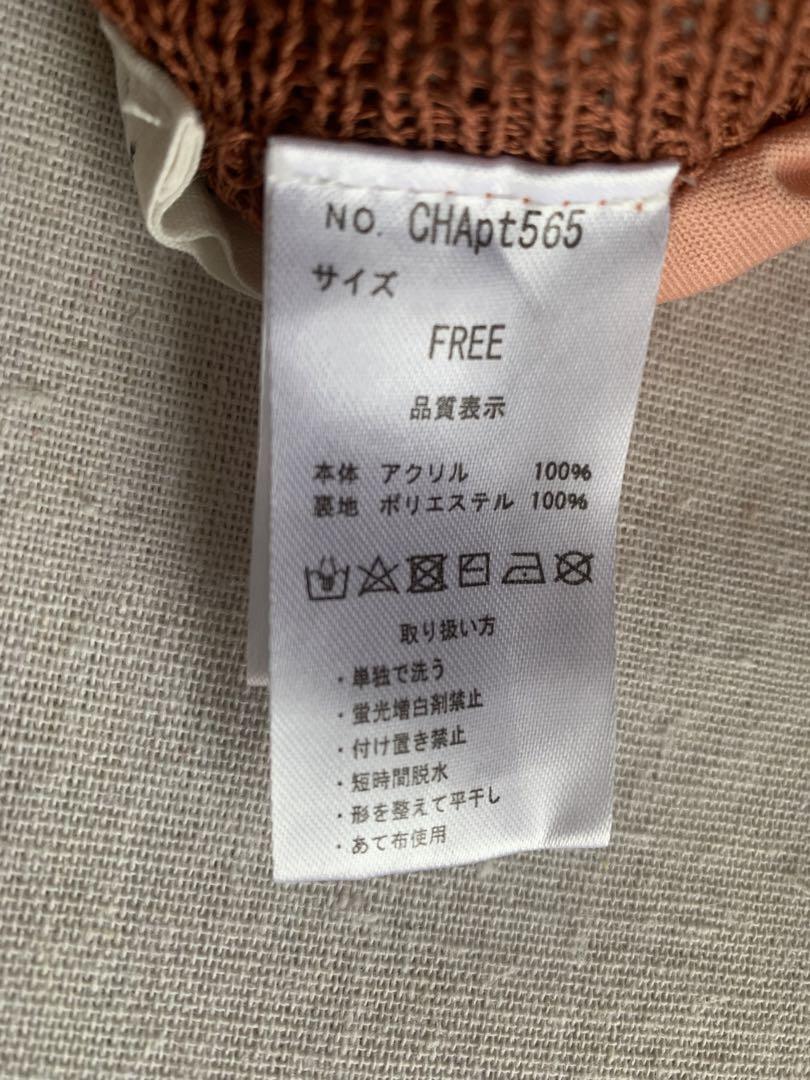 NO. CHApt565
サイズ
FREE
品質表示
本体 アクリル 100%
裏地 ポリエステル 100%
取り扱い方
・単独で洗う
・蛍光増白剤禁止
・付け置き禁止
・短時間脱水
・形を整えて平干し
・あて布使用